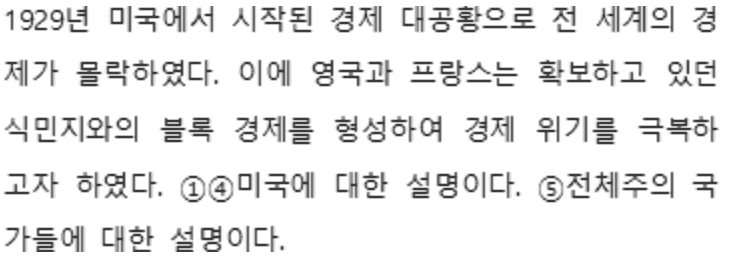 1929년 미국에서 시작된 경제 대공황으로 전 세계의 경
제가 몰락하였다. 이에 영국과 프랑스는 확보하고 있던
식민지와의 블록 경제를 형성하여 경제 위기를 극복하
고자 하였다. ①④미국에 대한 설명이다. ⑤전체주의 국
가들에 대한 설명이다.